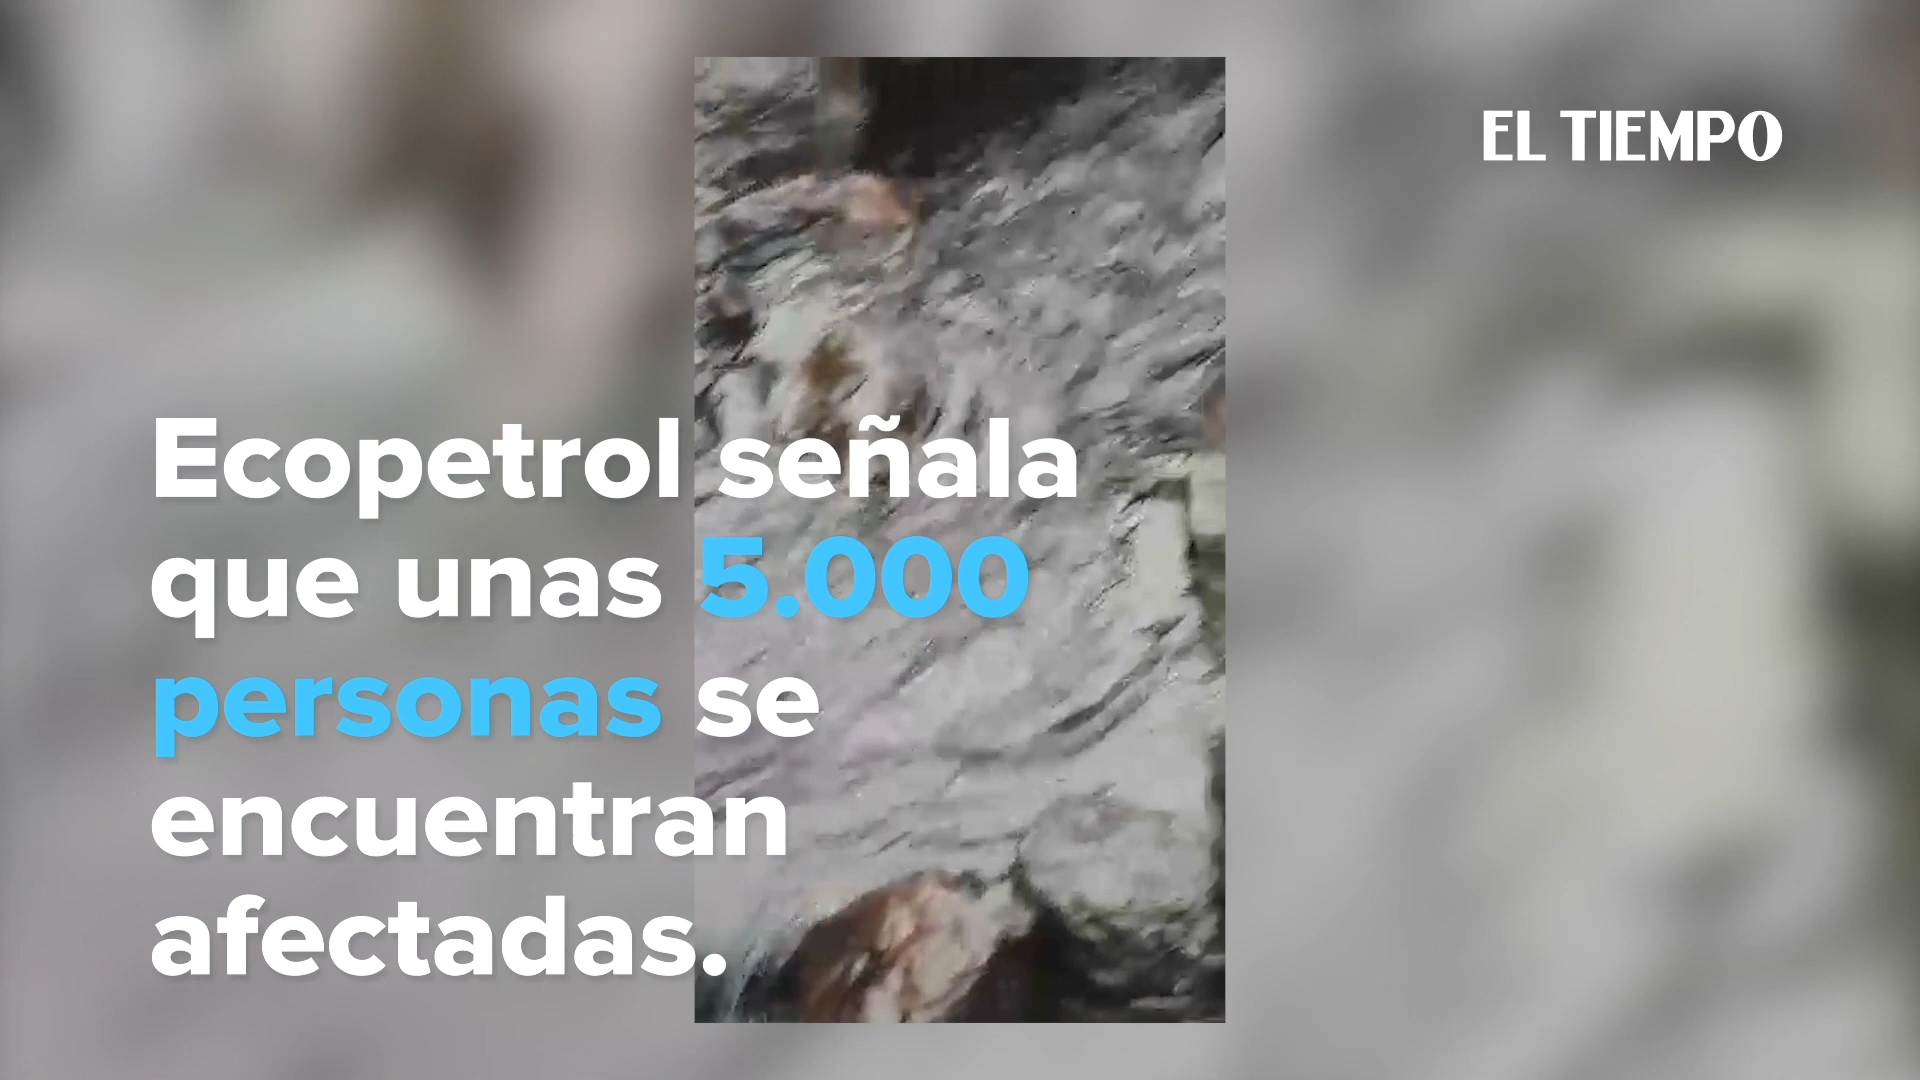 EL TIEMPO
Ecopetrol señala
que unas 5.000
personas se
encuentran
afectadas.